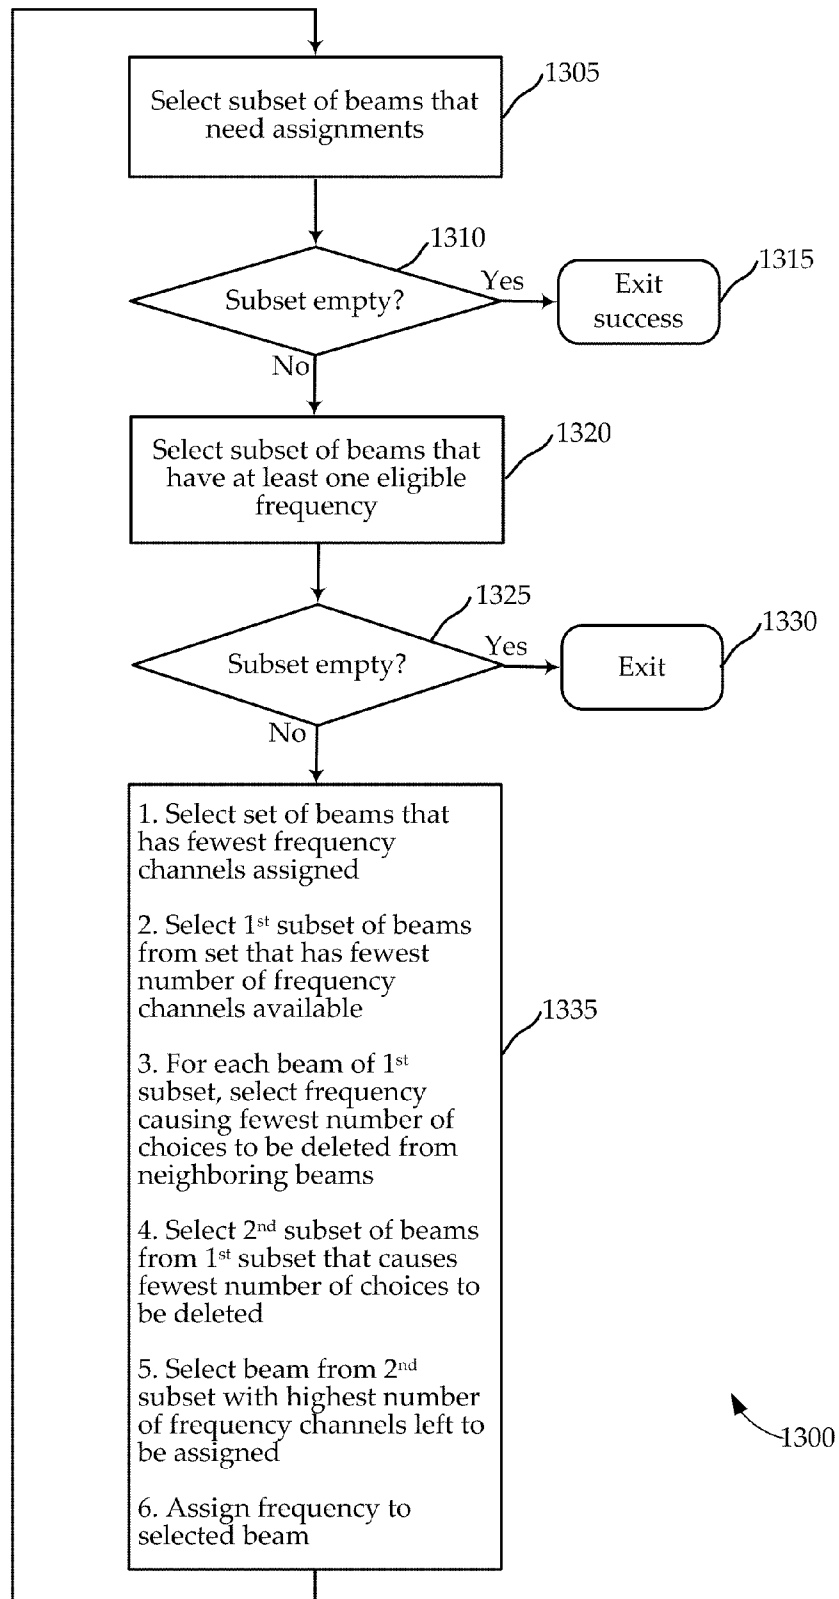 1305
Select subset of beams that
need assignments
1310
Subset empty?
Yes
1315
Exit
success
No
1320
Select subset of beams that
have at least one eligible
frequency
1325
Subset empty?
Yes
1330
Exit
No
1. Select set of beams that
has fewest frequency
channels assigned
2. Select 1st subset of beams
from set that has fewest
number of frequency
channels available
1335
3. For each beam of 1st
subset, select frequency
causing fewest number of
choices to be deleted from
neighboring beams
4. Select 2nd subset of beams
from 1st subset that causes
fewest number of choices to
be deleted
5. Select beam from 2nd
subset with highest number
of frequency channels left to
be assigned
6. Assign frequency to
selected beam
1300